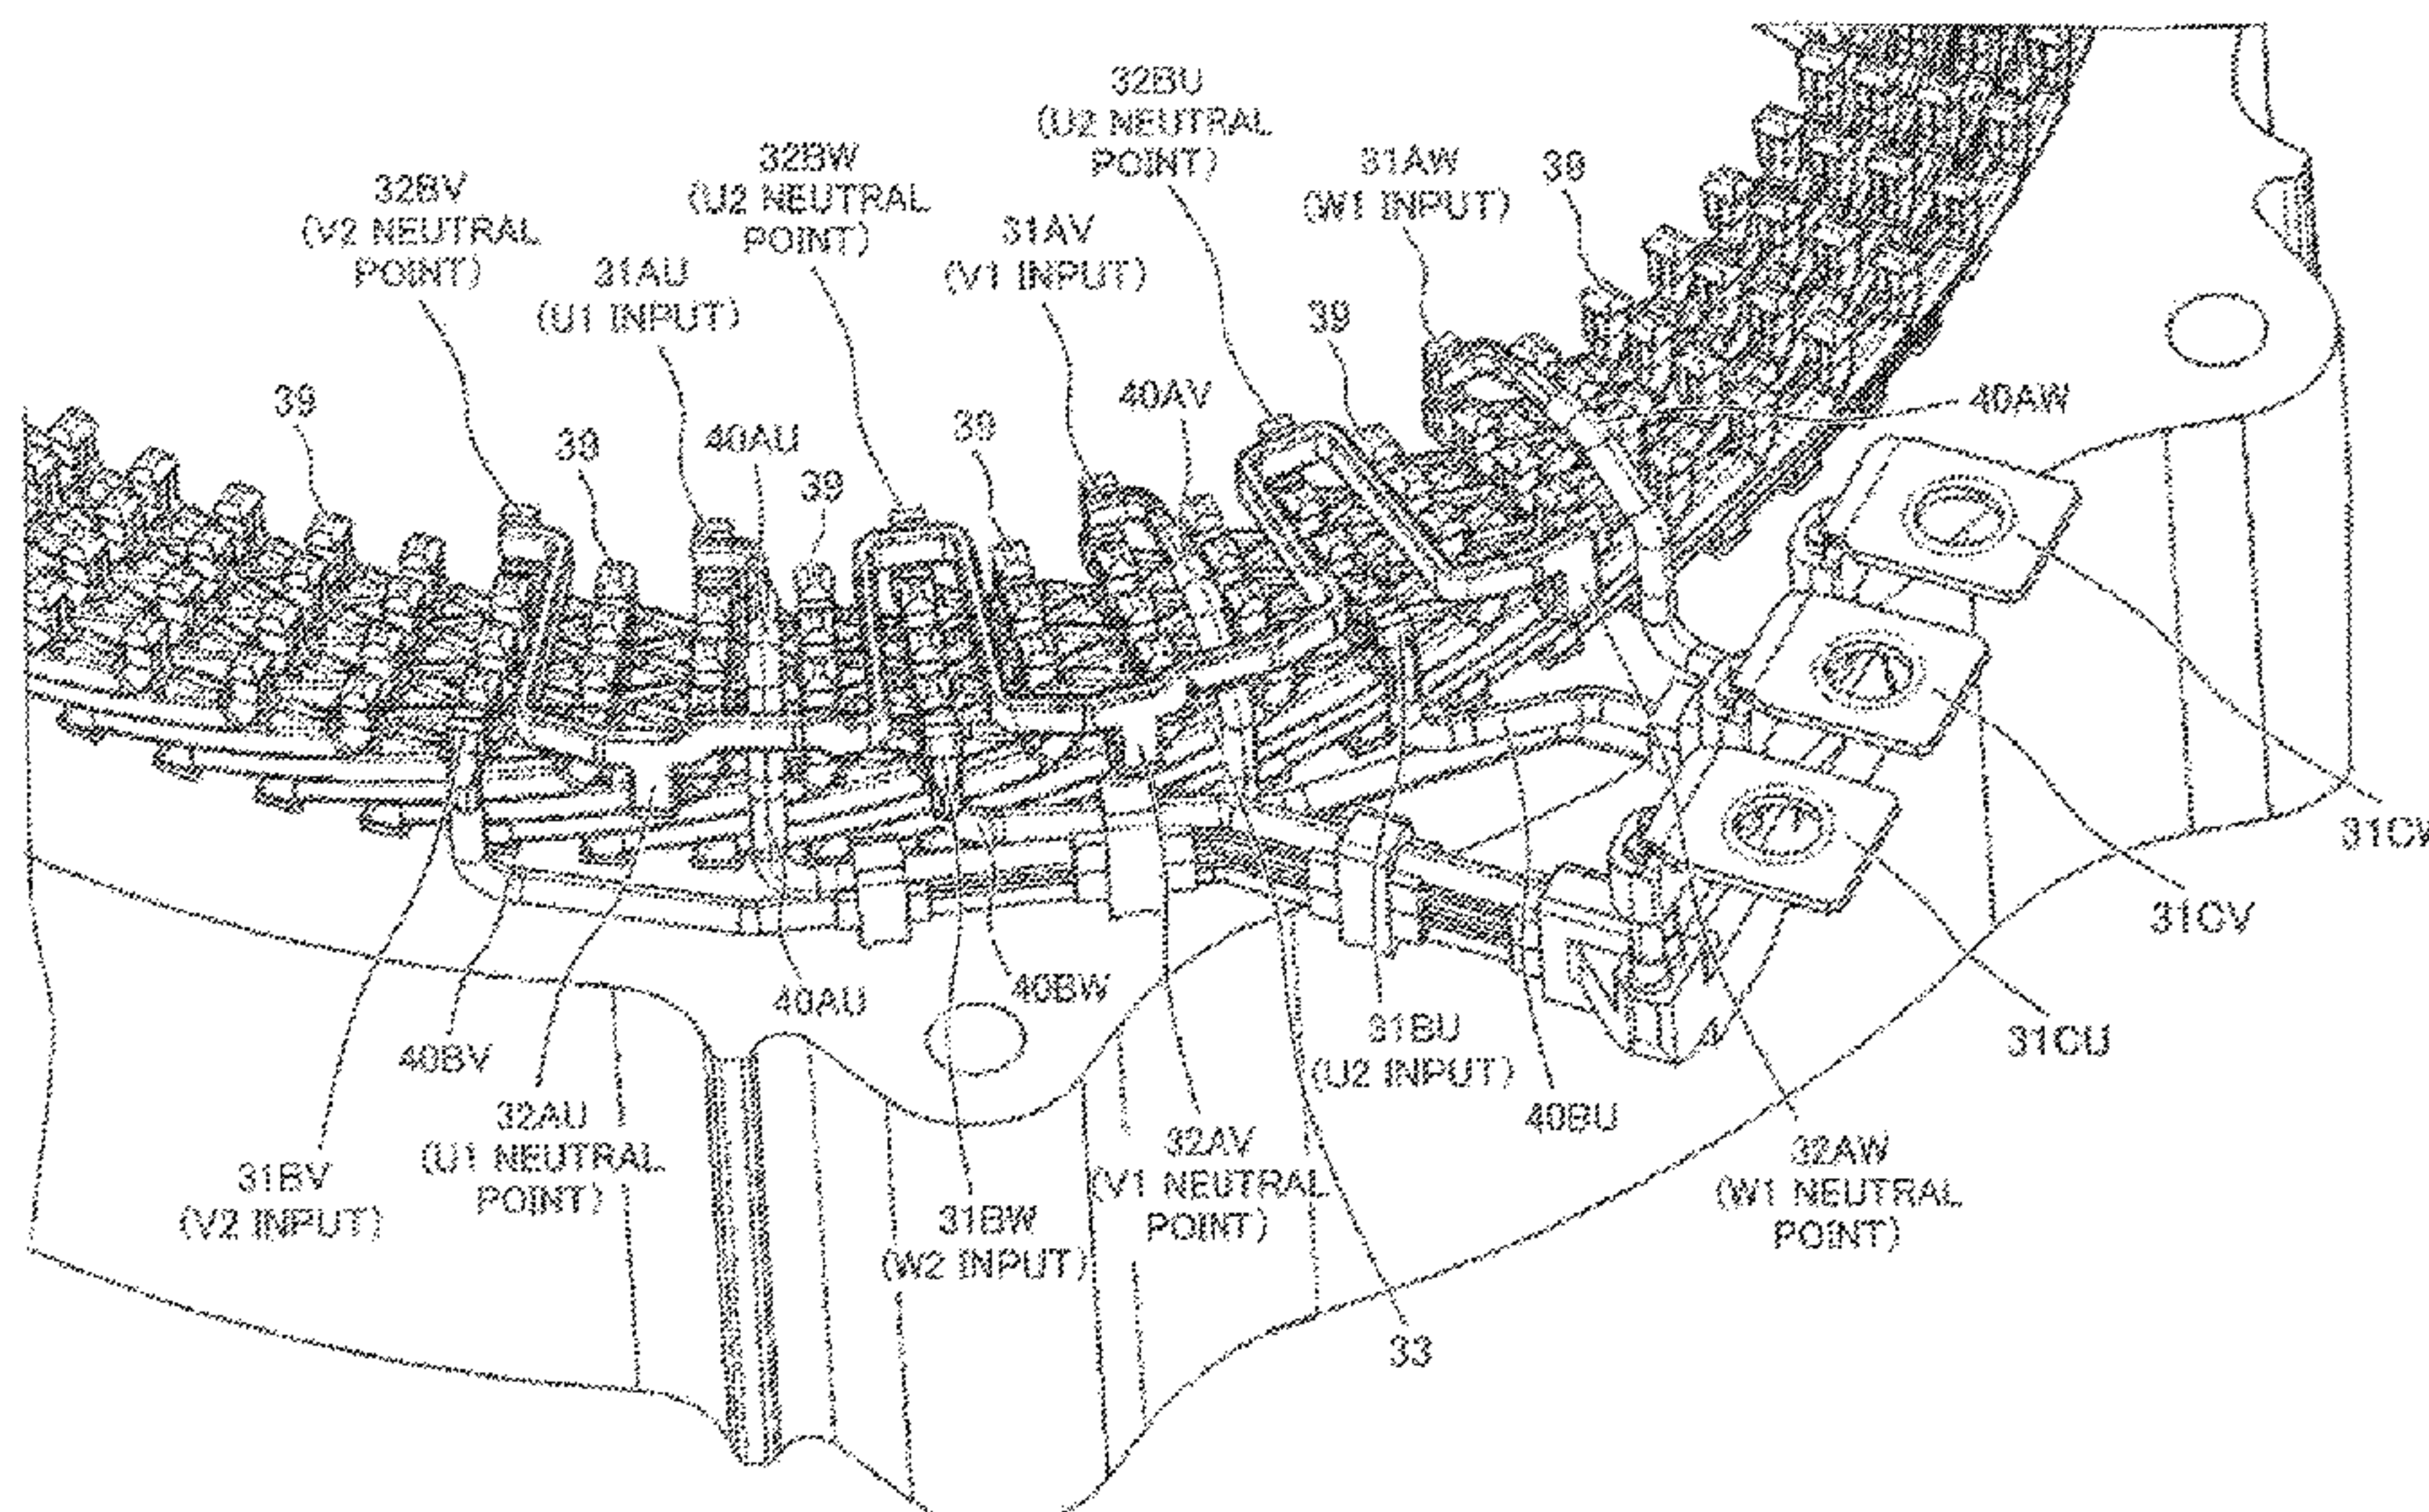 32BU
(U2 NEUTRAL
POINT)
32BW
(U2 NEUTRAL
POINT)
31AW
(W1 INPUT)
39
32BV
(V2 NEUTRAL
POINT)
31AV
(V1 INPUT)
31AU
(U1 INPUT)
39
39
40AV
40AW
39
39
40AU
39
31CW
31CV
40AU
40BW
31BU
(U2 INPUT)
31CU
40BV
32AU
(U1 NEUTRAL
POINT)
40BU
32AV
(V1 NEUTRAL
POINT)
32AW
(W1 NEUTRAL
POINT)
31BV
(V2 INPUT)
31BW
(W2 INPUT)
33